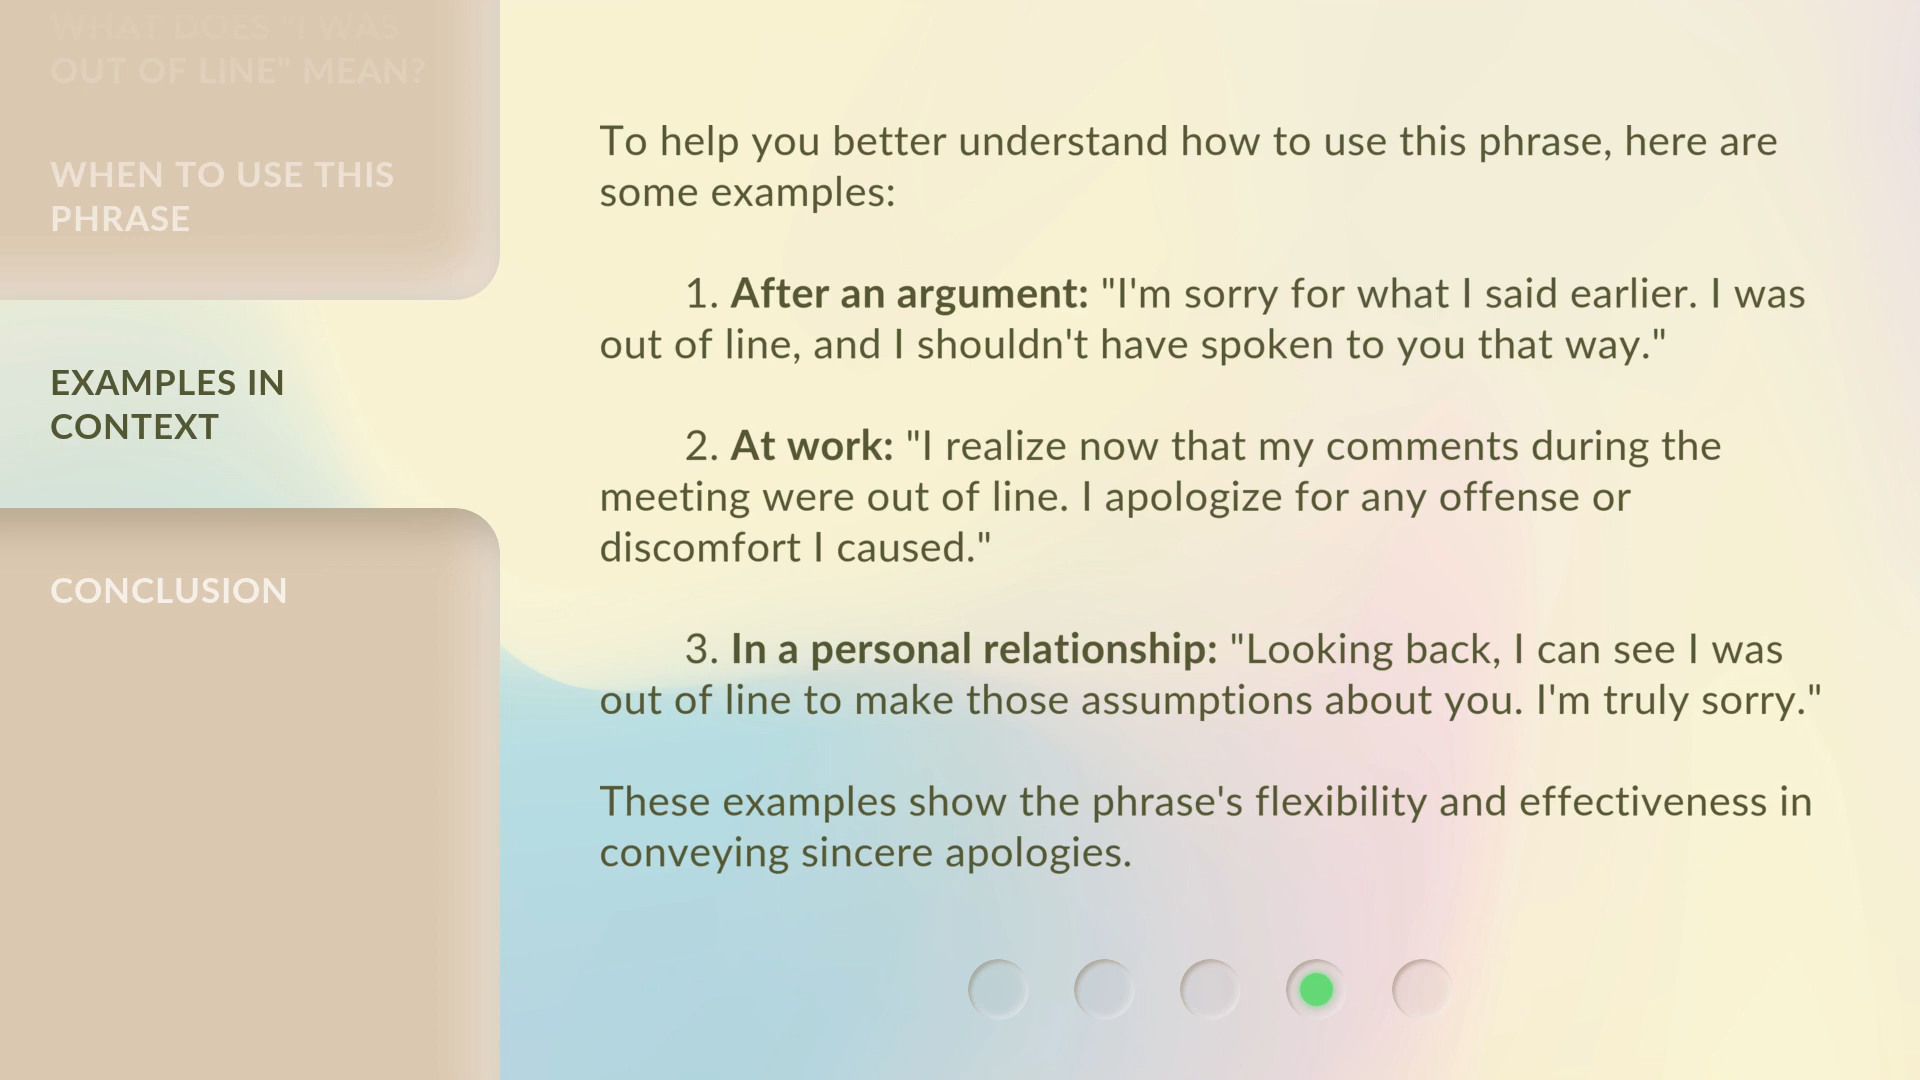 WHAT DOES "I WAS
OUT OF LINE" MEAN?
WHEN TO USE THIS
PHRASE
EXAMPLES IN
CONTEXT
CONCLUSION
To help you better understand how to use this phrase, here are
some examples:
1. After an argument: "I'm sorry for what I said earlier. I was
out of line, and I shouldn't have spoken to you that way."
2. At work: "I realize now that my comments during the
meeting were out of line. I apologize for any offense or
discomfort I caused."
3. In a personal relationship: "Looking back, I can see I was
out of line to make those assumptions about you. I'm truly sorry."
These examples show the phrase's flexibility and effectiveness in
conveying sincere apologies.